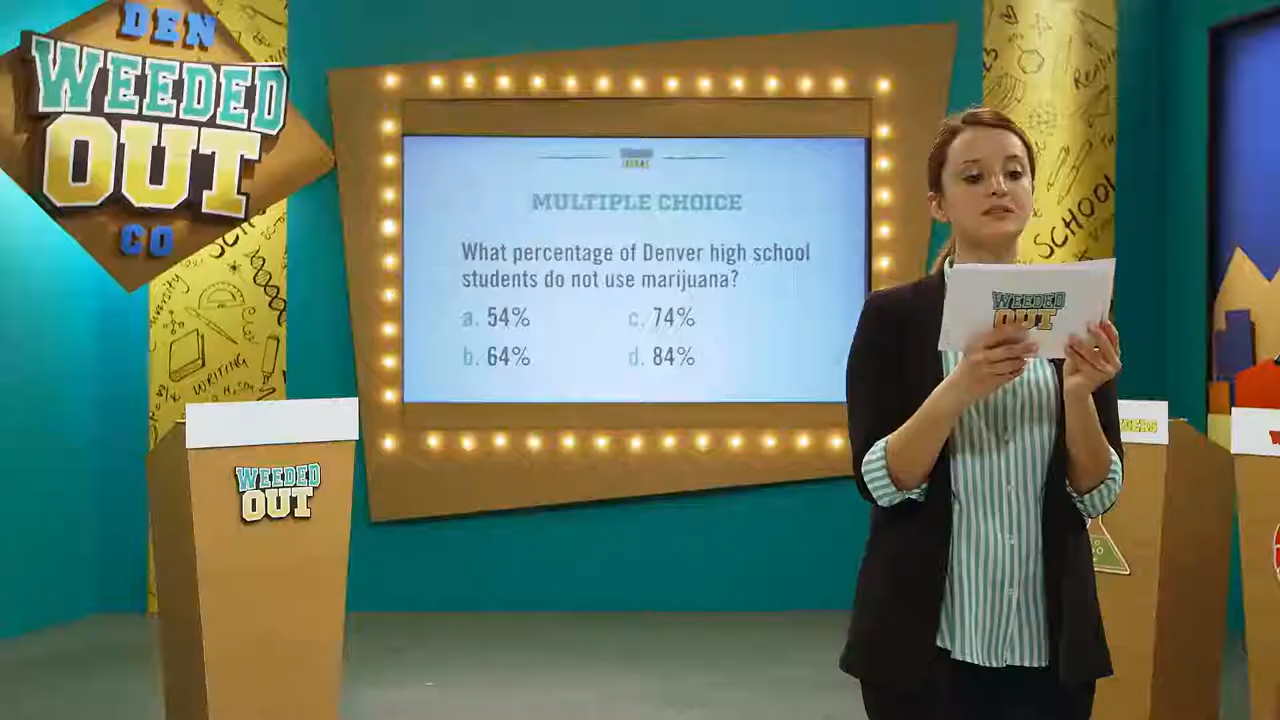 DEN
WEEDED
OUT
CO
MULTIPLE CHOICE
What percentage of Denver high school
students do not use marijuana?
a. 54%
c. 74%
b. 64%
d. 84%
WEEDED
OUT
WEEDED
OUT
WRITING
SCHOOL